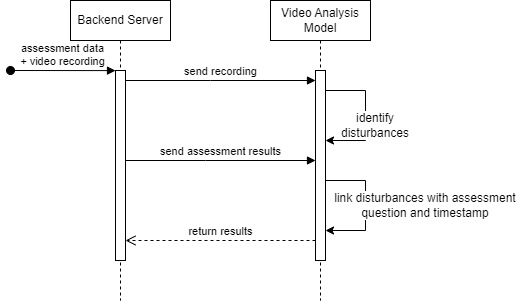 Backend Server
Video Analysis
Model
assessment data
+ video recording
send recording
identify
disturbances
send assessment results
link disturbances with assessment
question and timestamp
return results